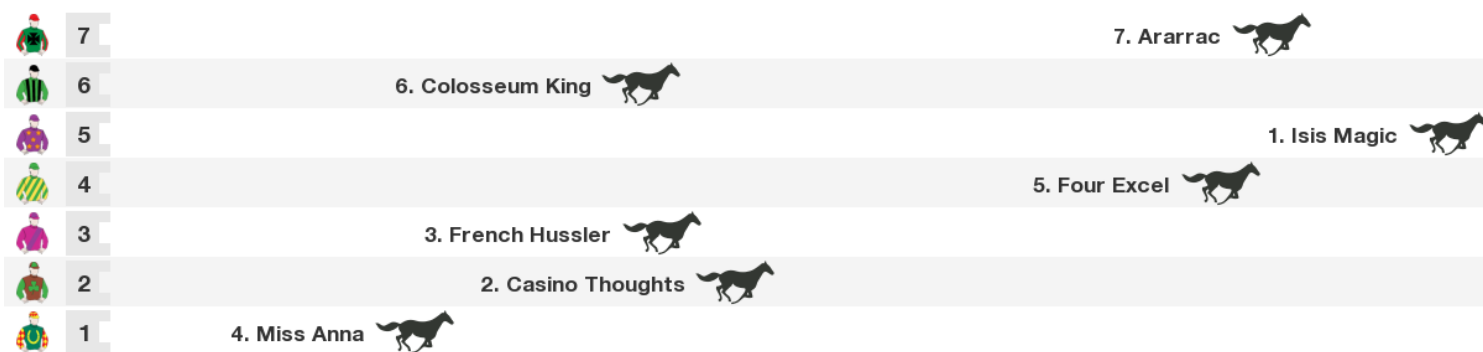 7 7. Ararrac
6 6. Colosseum King
5 1. Isis Magic
4 5. Four Excel
3 3. French Hussler
2 2. Casino Thoughts
1 4. Miss Anna